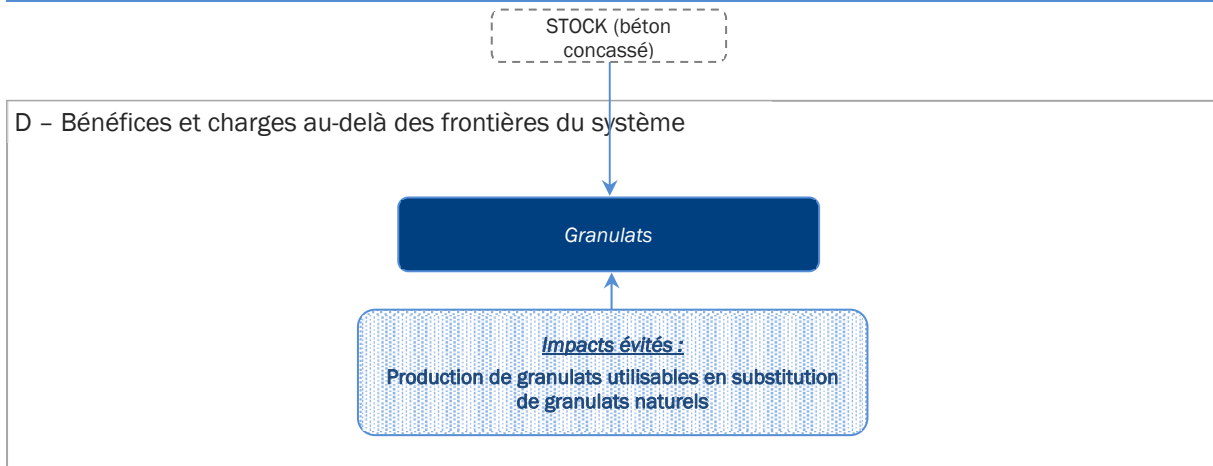 STOCK (béton
concassé)
D – Bénéfices et charges au-delà des frontières du système
Granulats
Impacts évités :
Production de granulats utilisables en substitution
de granulats naturels